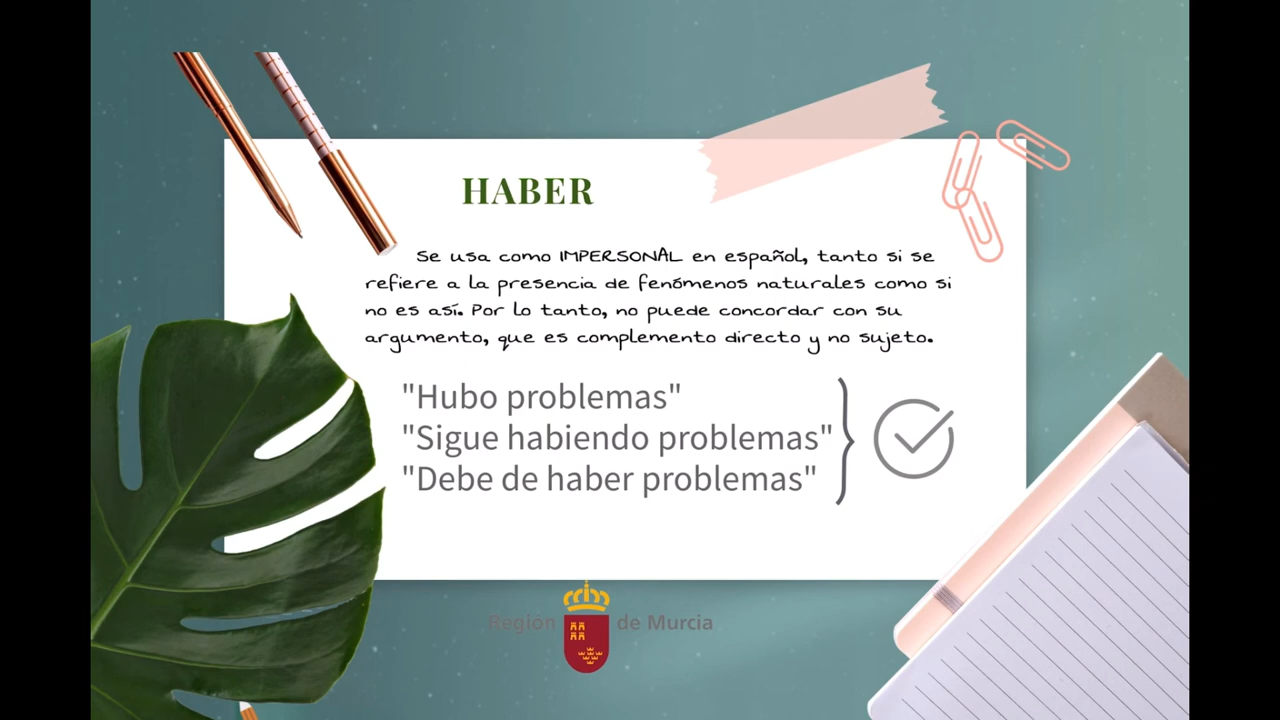 HABER
Se usa como IMPERSONAL en español, tanto si se
refiere a la presencia de fenómenos naturales como si
no es así. Por lo tanto, no puede concordar con su
argumento, que es complemento directo y no sujeto.
"Hubo problemas"
"Sigue habiendo problemas"
"Debe de haber problemas"
Región de Murcia